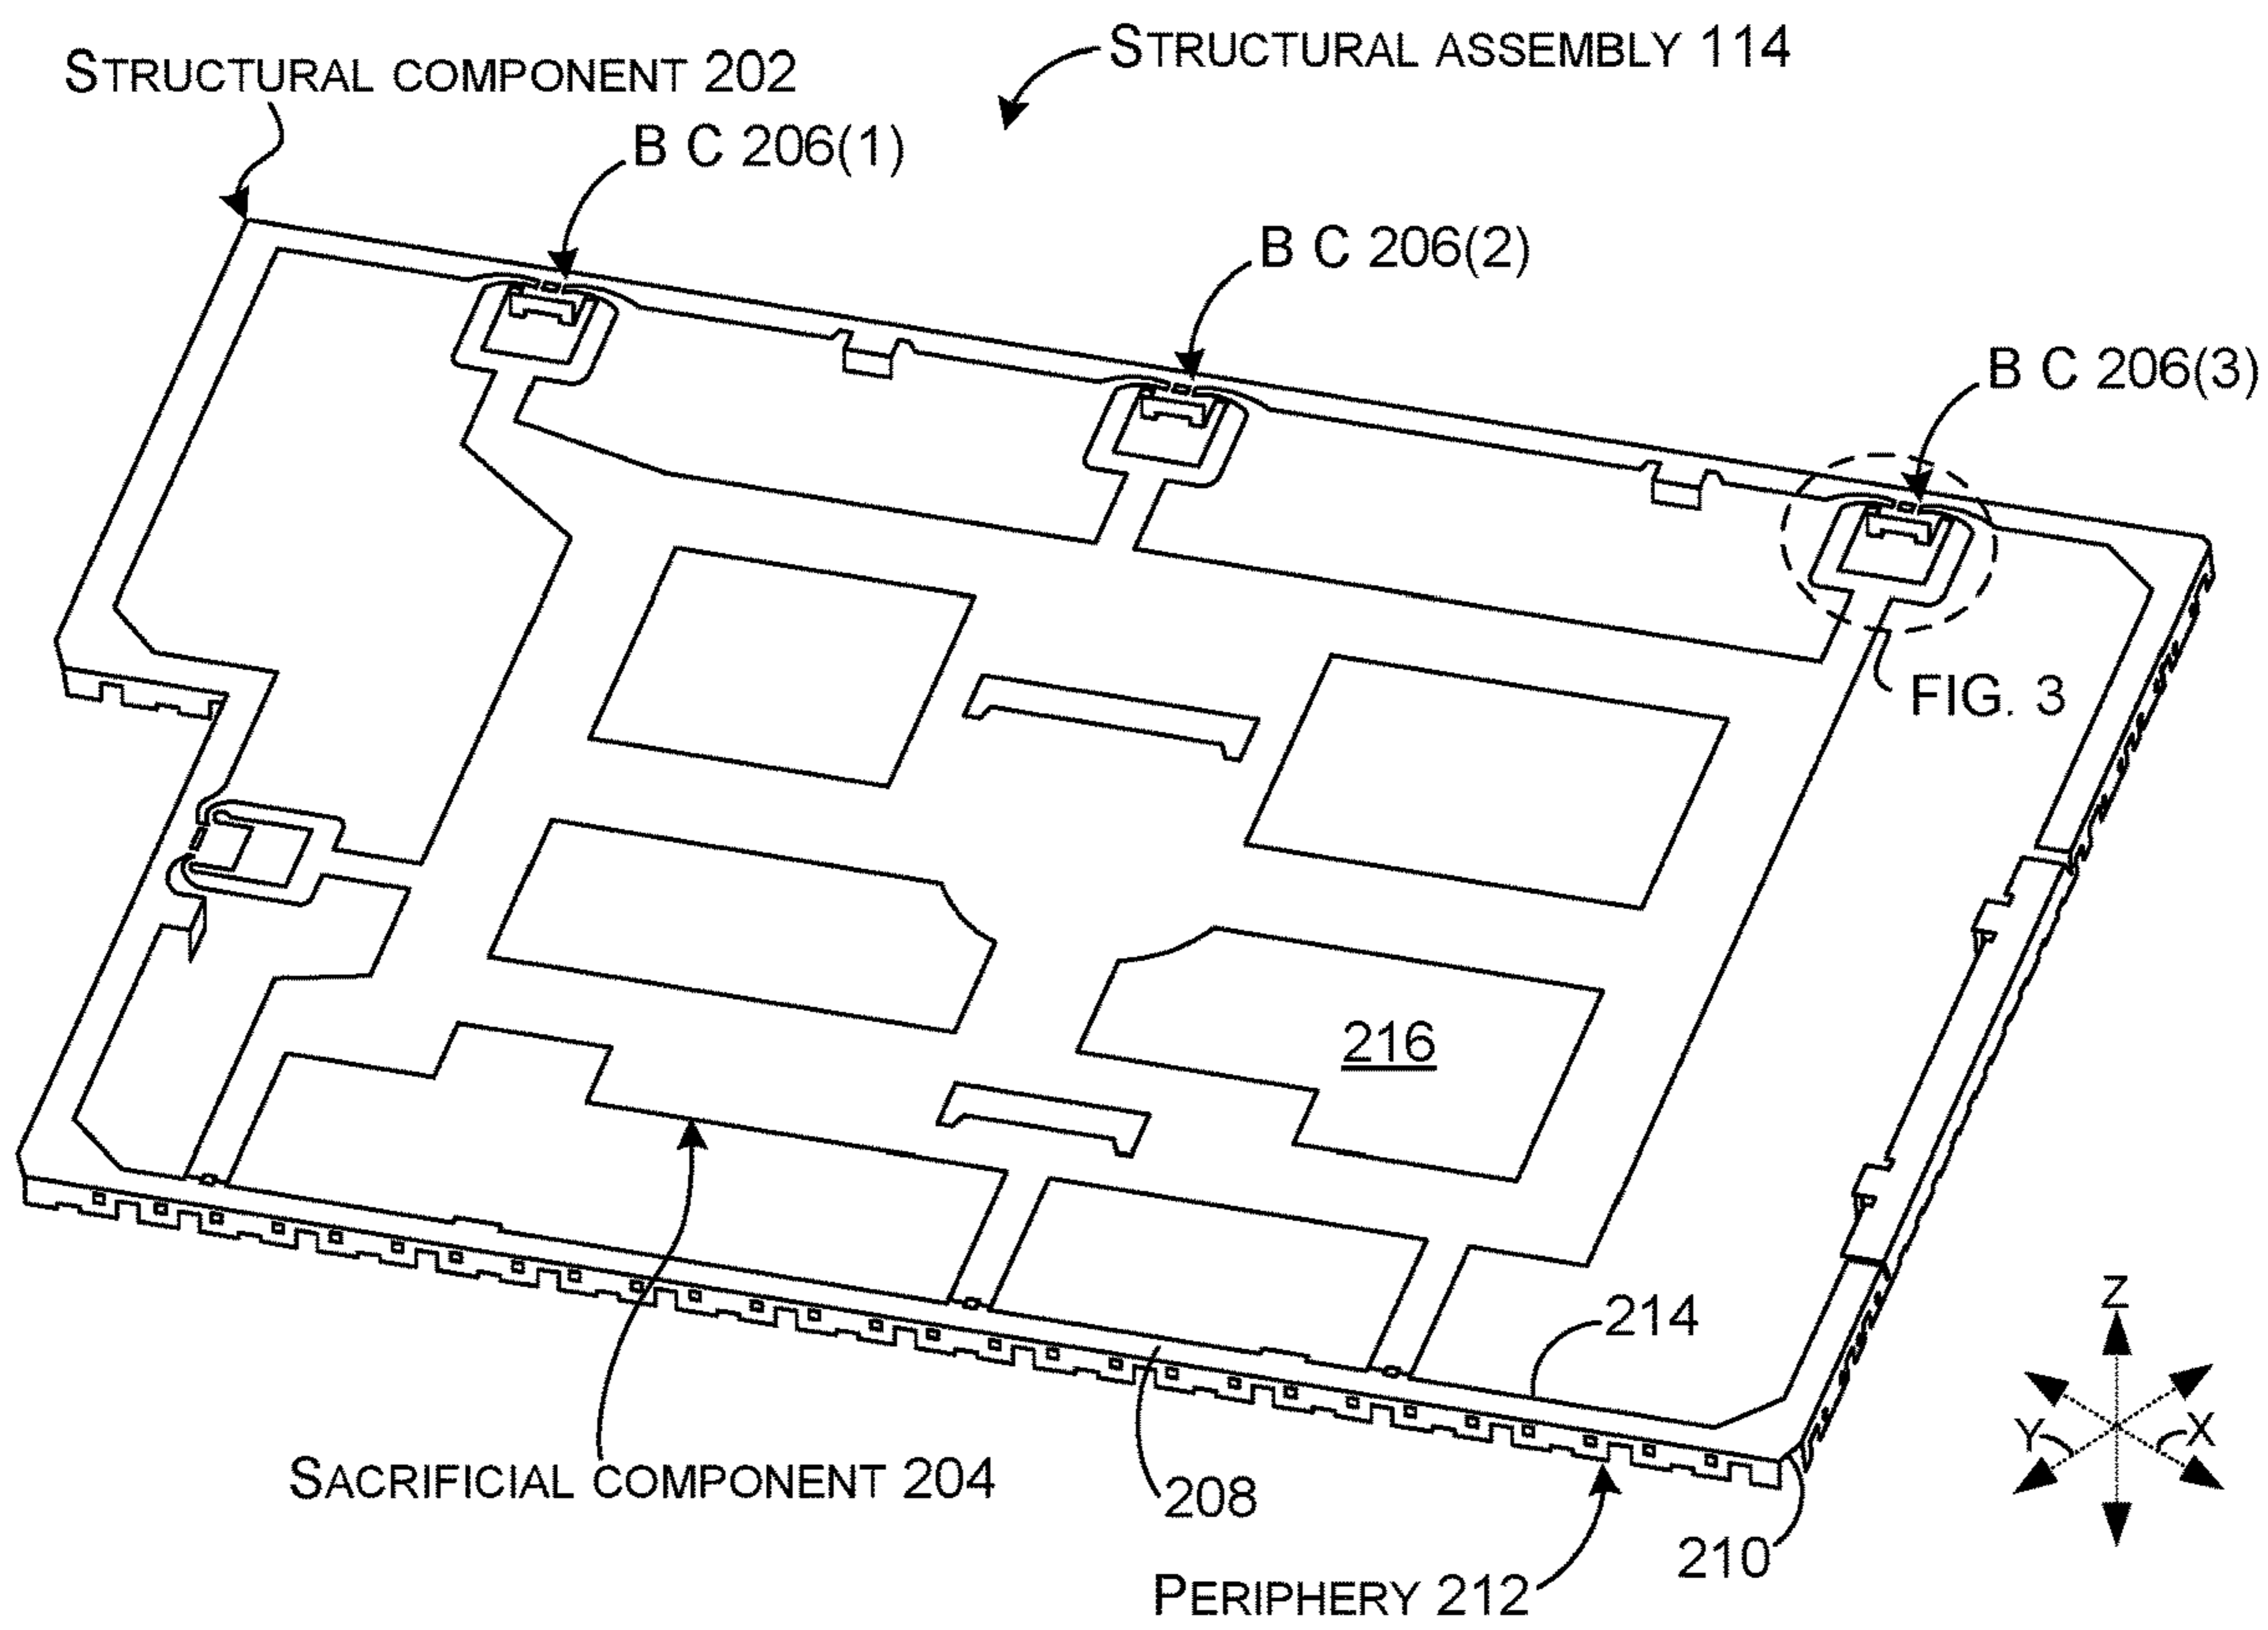 STRUCTURAL ASSEMBLY 114
STRUCTURAL COMPONENT 202
B C 206(1)
B C 206(2)
B C 206(3)
FIG. 3
216
214
Z
Y
X
SACRIFICIAL COMPONENT 204
208
210
PERIPHERY 212